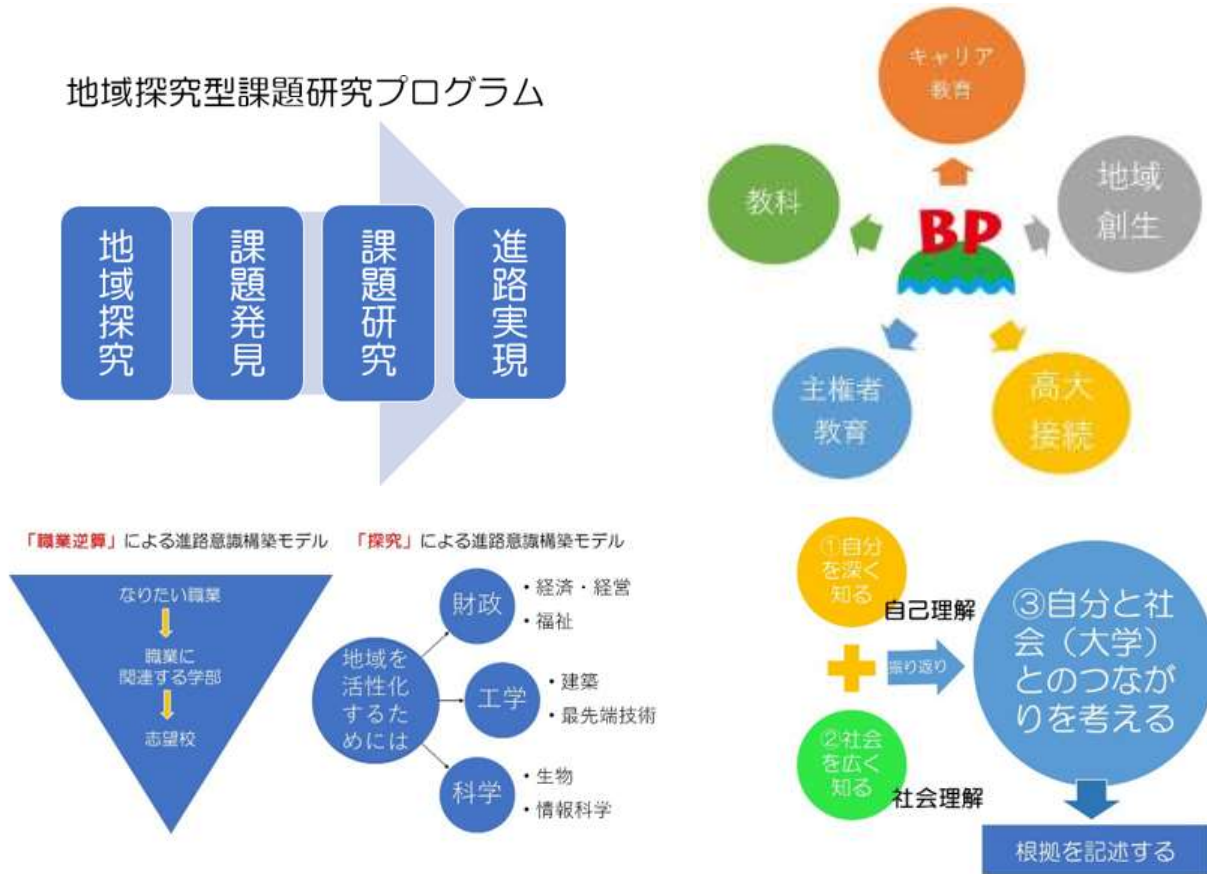 地域探究型課題研究プログラム
地域探究
課題発見
課題研究
進路実現
キャリア
教育
教科
地域
創生
BP
主権者
教育
高大
接続
「職業逆算」による進路意識構築モデル
なりたい職業
職業に
関連する学部
志望校
「探究」による進路意識構築モデル
地域を
活性化
するため
めには
財政
・経済・経営
・福祉
工学
・建築
・最先端技術
科学
・生物
・情報科学
①自分
を深く
知る
自己理解
②社会
を広く
知る
社会理解
振り返り
③自分と社
会（大学）
とのつなが
りを考える
根拠を記述する